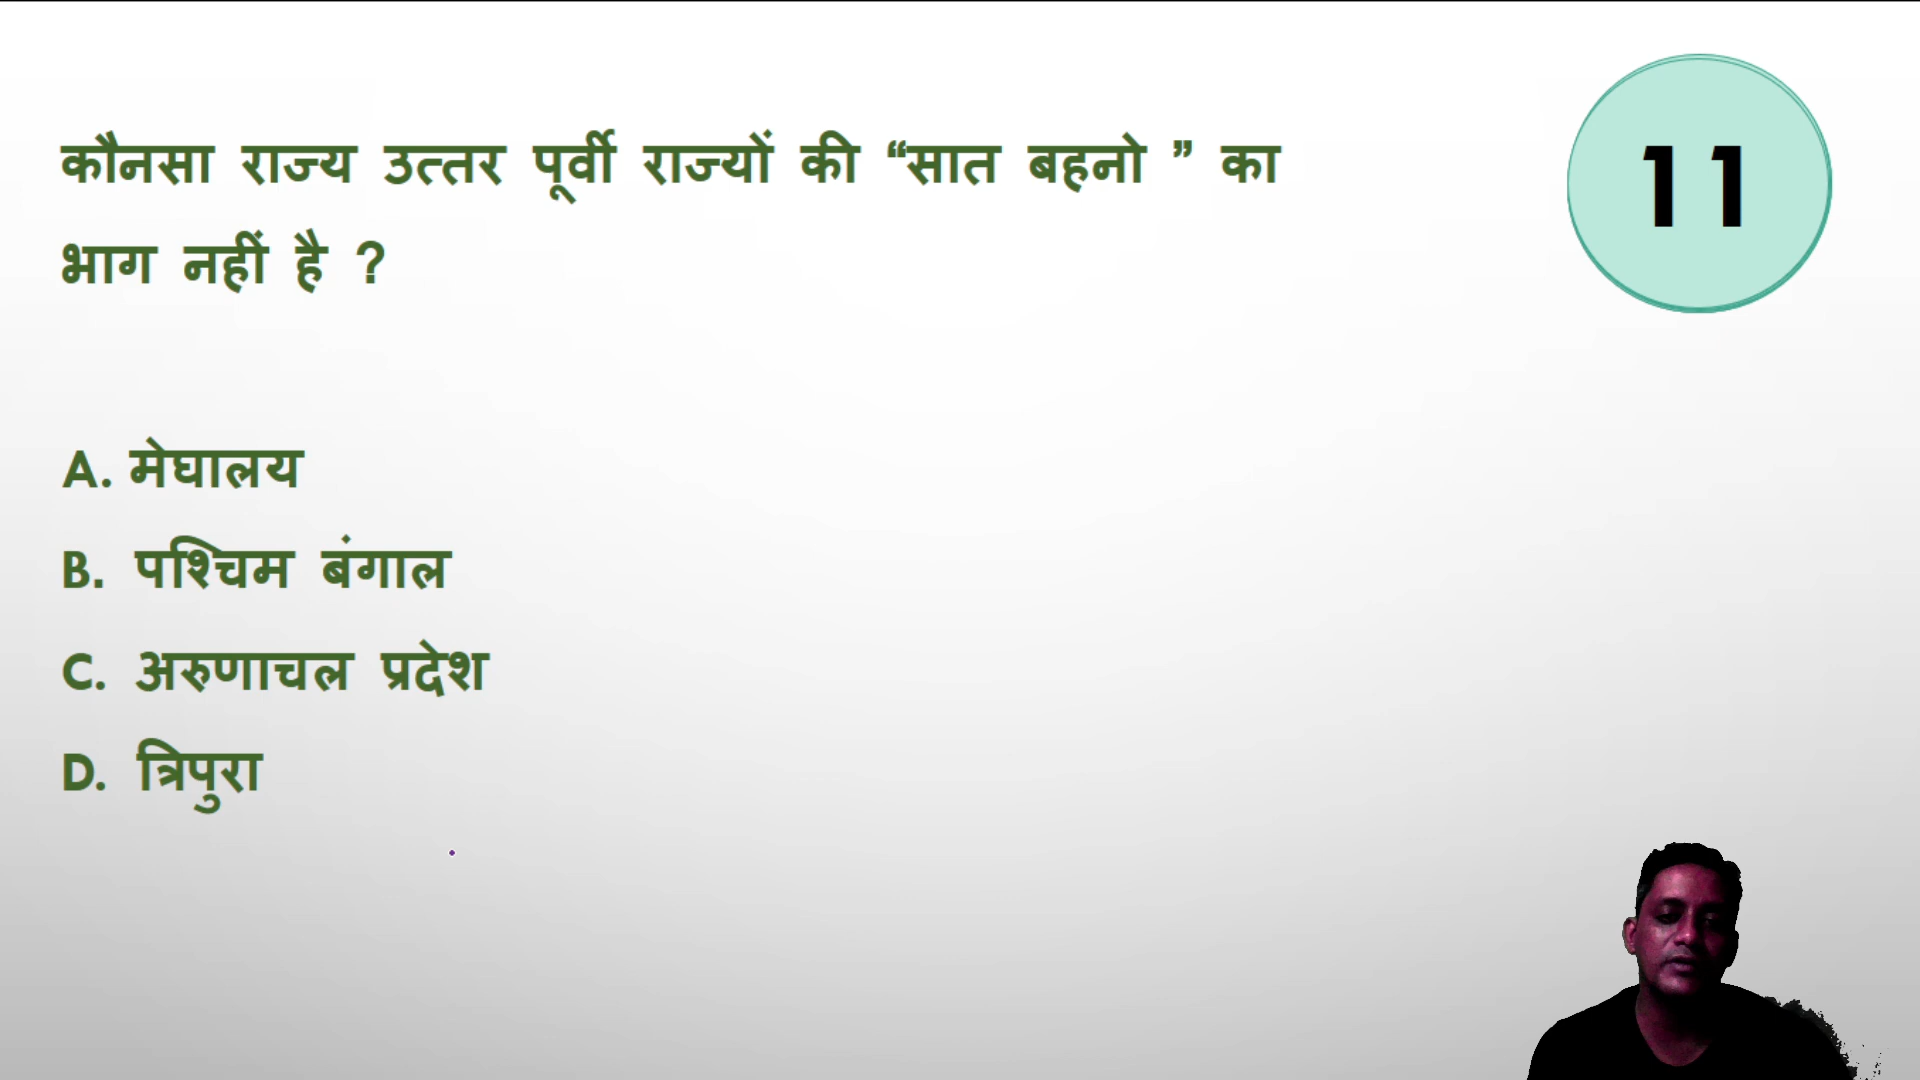 कौनसा राज्य उत्तर पूर्वी राज्यों की “सात बहनो ” का
भाग नहीं है ?
11
A. मेघालय
B. पश्चिम बंगाल
C. अरुणाचल प्रदेश
D. त्रिपुरा